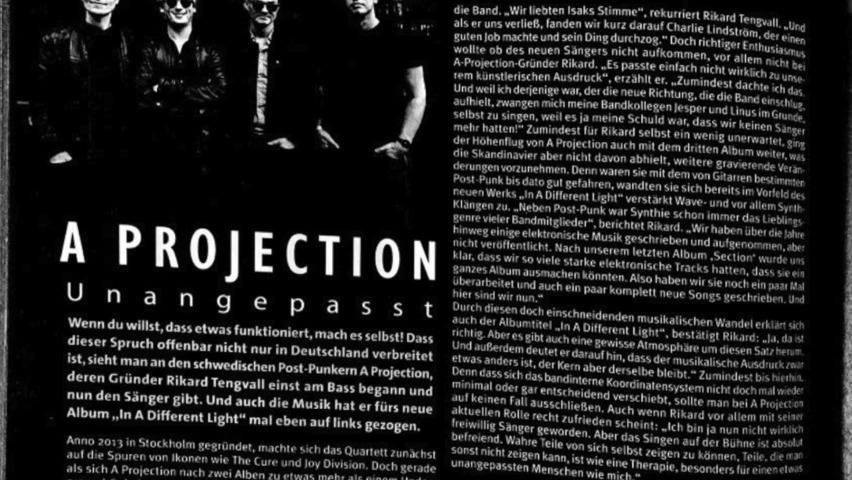 A PROJECTION
Unangepasst
Wenn du willst, dass etwas funktioniert, mach es selbst! Dass
dieser Spruch offenbar nicht nur in Deutschland verbreitet
ist, sieht man an den schwedischen Post-Punkern A Projection,
deren Gründer Rikard Tengvall einst am Bass begann und
nun den Sänger gibt. Und auch die Musik hat er fürs neue
Album „In A Different Light“ mal eben auf links gezogen.
Anno 2013 in Stockholm gegründet, machte sich das Quartett zunächst
auf die Spuren von Ikonen wie The Cure und Joy Division. Doch gerade
als sich A Projection nach zwei Alben zu etwas mehr als einem
die Band. „Wir liebten Isaks Stimme“, rekurriert Rikard Tengvall. „Und
als er uns verließ, fanden wir kurz darauf Charlie Lindström, der einen
guten Job machte und sein Ding durchzog.“ Doch richtiger Enthusiasmus
wollte ob des neuen Sängers nicht aufkommen, vor allem nicht bei
A-Projection-Gründer Rikard. „Es passte einfach nicht wirklich zu unse-
rem künstlerischen Ausdruck“, erzählt er. „Zumindest dachte ich das.
Und weil ich derjenige war, der die neue Richtung, die die Band einschlug,
aufhielt, zwangen mich meine Bandkollegen Jesper und Linus im Grunde,
selbst zu singen, weil es ja meine Schuld war, dass wir keinen Sänger
mehr hatten!“ Zumindest für Rikard selbst ein wenig unerwartet, ging
der Höhenflug von A Projection auch mit dem dritten Album weiter, was
die Skandinavier aber nicht davon abhielt, weitere gravierende Verän-
derungen vorzunehmen. Denn waren sie mit dem von Gitarren bestimmten
Post-Punk bis dato gut gefahren, wandten sie sich bereits im Vorfeld des
neuen Werks „In A Different Light“ verstärkt Wave- und vor allem Synth-
Klängen zu. „Neben Post-Punk war Synthie schon immer das Lieblings-
genre vieler Bandmitglieder“, berichtet Rikard. „Wir haben über die Jahre
hinweg einige elektronische Musik geschrieben und aufgenommen, aber
nicht veröffentlicht. Nach unserem letzten Album ‚Section‘ wurde uns
klar, dass wir so viele starke elektronische Tracks hatten, dass sie ein
ganzes Album ausmachen könnten. Also haben wir sie noch ein paar Mal
überarbeitet und auch ein paar komplett neue Songs geschrieben. Und
hier sind wir nun.“
Durch diesen doch einschneidenden musikalischen Wandel erklärt sich
auch der Albumtitel „In A Different Light“, bestätigt Rikard: „Ja, da ist
richtig. Aber es gibt auch eine gewisse Atmosphäre um diesen Satz herum.
Und außerdem deutet er darauf hin, dass der musikalische Ausdruck zwar
etwas anders ist, der Kern aber derselbe bleibt.“ Zumindest bis hierhin.
Denn dass sich das bandinterne Koordinatensystem nicht doch mal wieder
minimal oder gar entscheidend verschiebt, sollte man bei A Projection
auf keinen Fall ausschließen. Auch wenn Rikard vor allem mit seiner
aktuellen Rolle recht zufrieden scheint: „Ich bin ja nun nicht wirklich
freiwillig Sänger geworden. Aber das Singen auf der Bühne ist absolut
befreiend. Wahre Teile von sich selbst zeigen zu können, Teile, die man
sonst nicht zeigen kann, ist wie eine Therapie, besonders für einen etwas
unangepassten Menschen wie mich.“